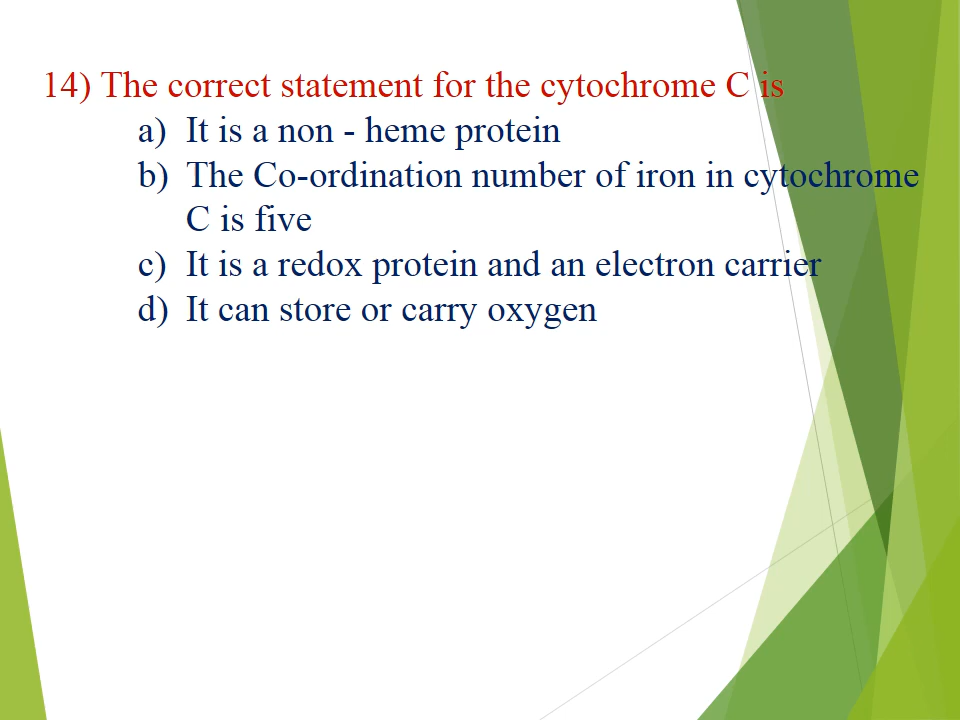 14) The correct statement for the cytochrome C is
a) It is a non - heme protein
b) The Co-ordination number of iron in cytochrome
C is five
c) It is a redox protein and an electron carrier
d) It can store or carry oxygen